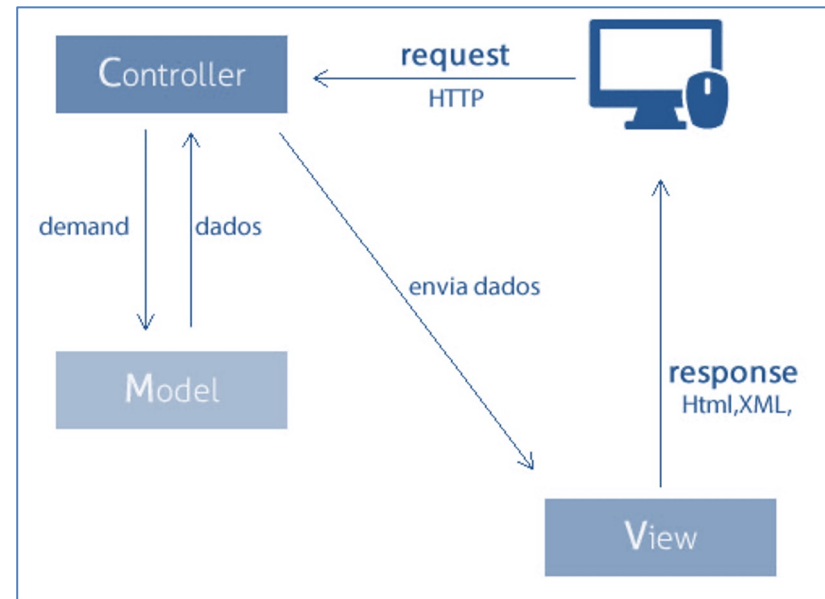 Controller
request
HTTP
demand
dados
envia dados
Model
response
Html,XML,
View